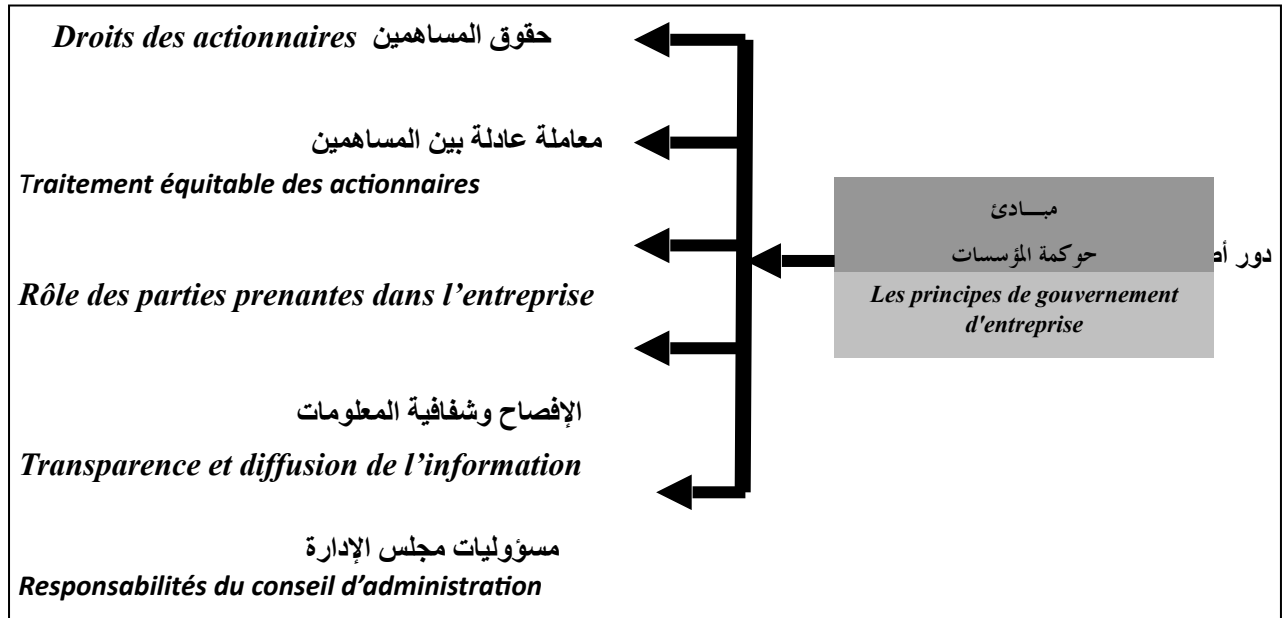 حقوق المساهمين Droits des actionnaires
معاملة عادلة بين المساهمين
Traitement équitable des actionnaires
مبـــادئ
حوكمة المؤسسات
Les principes de gouvernement
d'entreprise
دور
Rôle des parties prenantes dans l’entreprise
الإفصاح وشفافية المعلومات
Transparence et diffusion de l’information
مسؤوليات مجلس الإدارة
Responsabilités du conseil d’administration